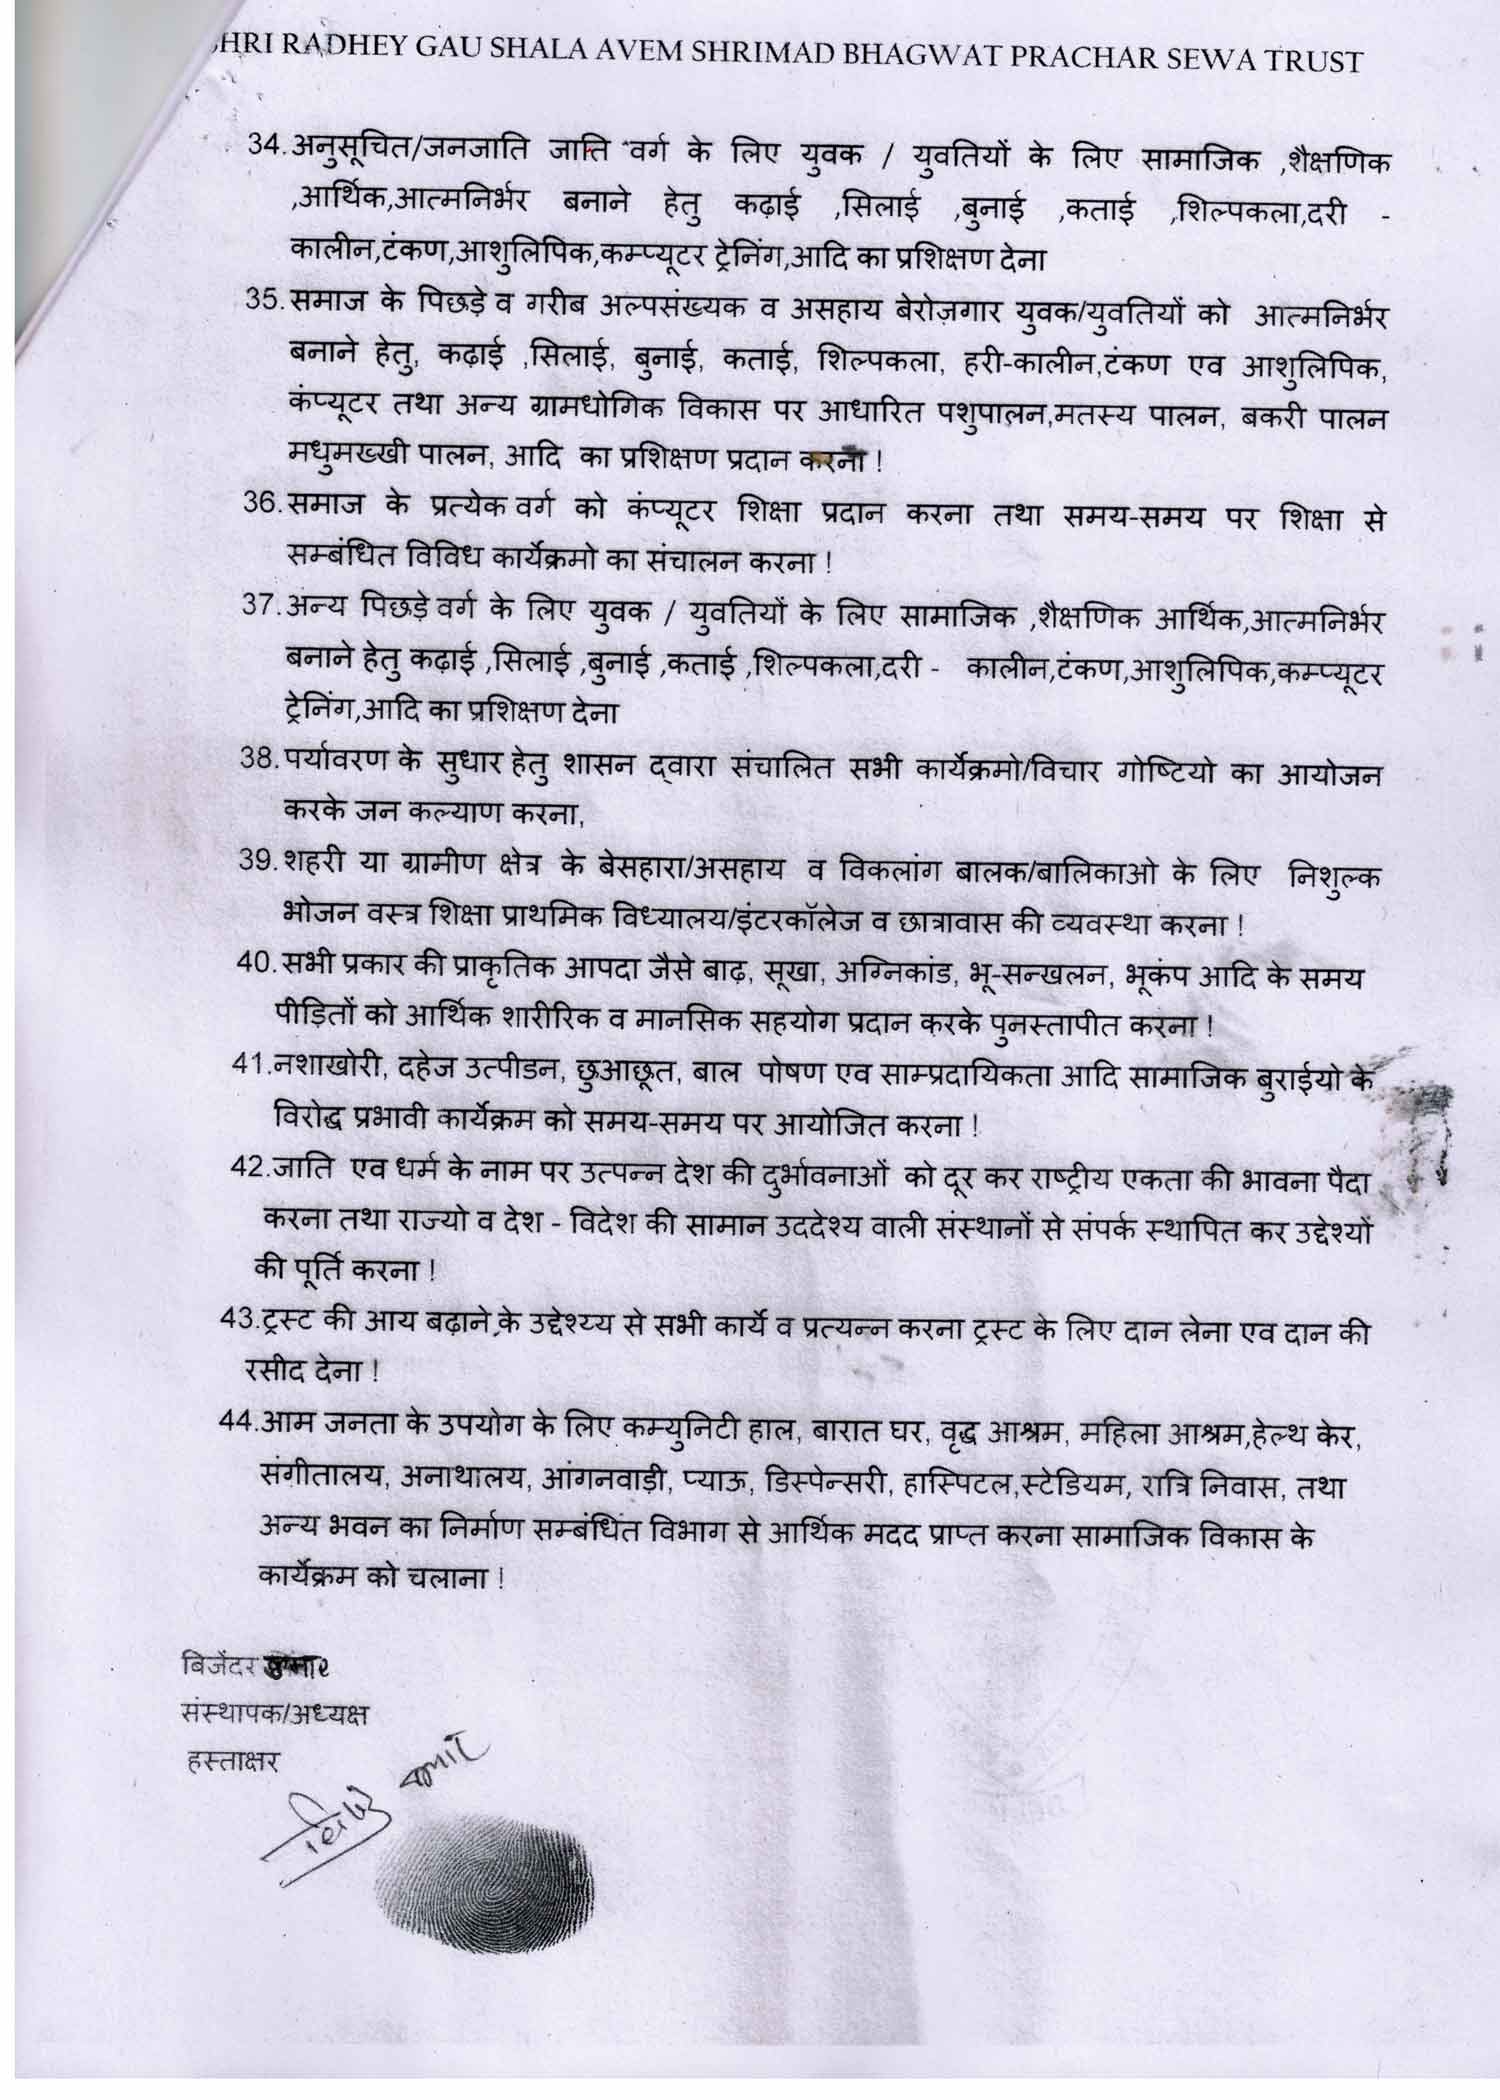 SHRI RADHEY GAU SHALA AVEM SHRIMAD BHAGWAT PRACHAR SEWA TRUST
34.अनुसूचित/जनजाति जाति वर्ग के लिए युवक / युवतियों के लिए सामाजिक ,शैक्षणिक
,आर्थिक,आत्मनिर्भर बनाने हेतु कढ़ाई ,सिलाई ,बुनाई ,कताई ,शिल्पकला,दरी -
कालीन,टंकण,आशुलिपिक,कम्प्यूटर ट्रेनिंग,आदि का प्रशिक्षण देना
35.समाज के पिछड़े व गरीब अल्पसंख्यक व असहाय बेरोज़गार युवक/युवतियों को आत्मनिर्भर
बनाने हेतु, कढ़ाई ,सिलाई, बुनाई, कताई, शिल्पकला, हरी-कालीन,टंकण एव आशुलिपिक,
कंप्यूटर तथा अन्य ग्रामधोगिक विकास पर आधारित पशुपालन,मतस्य पालन, बकरी पालन
मधुमख्खी पालन, आदि का प्रशिक्षण प्रदान करना !
36.समाज के प्रत्येक वर्ग को कंप्यूटर शिक्षा प्रदान करना तथा समय-समय पर शिक्षा से
सम्बंधित विविध कार्येक्रमो का संचालन करना !
37.अन्य पिछड़े वर्ग के लिए युवक / युवतियों के लिए सामाजिक ,शैक्षणिक आर्थिक,आत्मनिर्भर
बनाने हेतु कढ़ाई ,सिलाई ,बुनाई ,कताई ,शिल्पकला,दरी - कालीन,टंकण,आशुलिपिक,कम्प्यूटर
ट्रेनिंग,आदि का प्रशिक्षण देना
38.पर्यावरण के सुधार हेतु शासन द्वारा संचालित सभी कार्येक्रमो/विचार गोष्टियो का आयोजन
करके जन कल्याण करना,
39.शहरी या ग्रामीण क्षेत्र के बेसहारा/असहाय व विकलांग बालक/बालिकाओ के लिए निशुल्क
भोजन वस्त्र शिक्षा प्राथमिक विध्यालय/इंटरकॉलेज व छात्रावास की व्यवस्था करना !
40.सभी प्रकार की प्राकृतिक आपदा जैसे बाढ़, सूखा, अग्निकांड, भू-सन्खलन, भूकंप आदि के समय
पीड़ितों को आर्थिक शारीरिक व मानसिक सहयोग प्रदान करके पुनस्तापीत करना !
41.नशाखोरी, दहेज उत्पीडन, छुआछूत, बाल पोषण एव साम्प्रदायिकता आदि सामाजिक बुराईयो के
विरोद्ध प्रभावी कार्येक्रम को समय-समय पर आयोजित करना !
42.जाति एव धर्म के नाम पर उत्पन्न देश की दुर्भावनाओं को दूर कर राष्ट्रीय एकता की भावना पैदा
करना तथा राज्यो व देश - विदेश की सामान उददेश्य वाली संस्थानों से संपर्क स्थापित कर उद्देश्यों
की पूर्ति करना !
43.ट्रस्ट की आय बढ़ाने के उद्देश्य्य से सभी कार्ये व प्रत्यन्न करना ट्रस्ट के लिए दान लेना एव दान की
रसीद देना !
44.आम जनता के उपयोग के लिए कम्युनिटी हाल, बारात घर, वृद्ध आश्रम, महिला आश्रम,हेल्थ केर,
संगीतालय, अनाथालय, आंगनवाड़ी, प्याऊ, डिस्पेन्सरी, हास्पिटल,स्टेडियम, रात्रि निवास, तथा
अन्य भवन का निर्माण सम्बंधित विभाग से आर्थिक मदद प्राप्त करना सामाजिक विकास के
कार्येक्रम को चलाना !
बिजेंदर कुमार
संस्थापक/अध्यक्ष
हस्ताक्षर